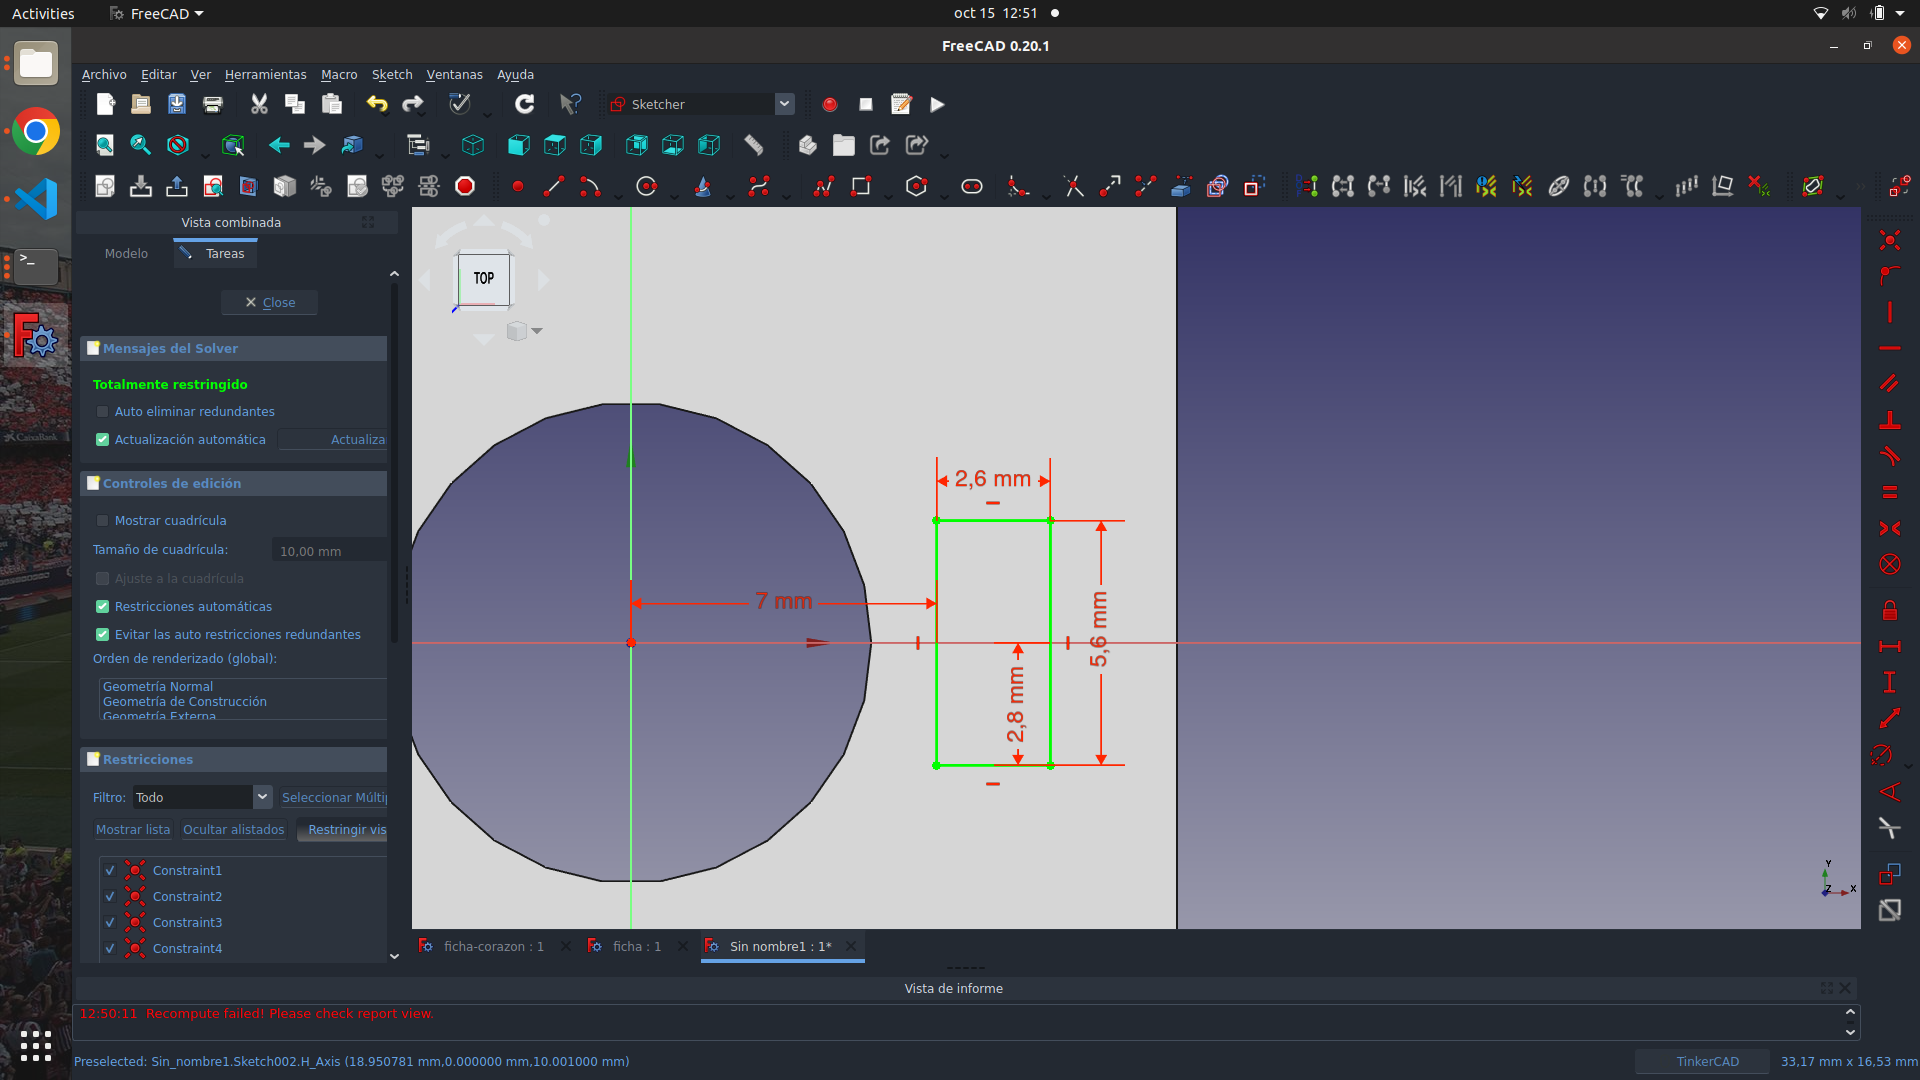 Activities
FreeCAD
oct 15 12:51
FreeCAD 0.20.1
Archivo Editar Ver Herramientas Macro Sketch Ventanas Ayuda
Sketcher
Vista combinada
Modelo Tareas
Close
Mensajes del Solver
Totalmente restringido
Auto eliminar redundantes
Actualización automática Actualiza
Controles de edición
Mostrar cuadrícula
Tamaño de cuadrícula: 10,00 mm
Ajuste a la cuadrícula
Restricciones automáticas
Evitar las auto restricciones redundantes
Orden de renderizado (global):
Geometría Normal
Geometría de Construcción
Geometría Externa
Restricciones
Filtro: Todo Seleccionar Múltip
Mostrar lista Ocultar alistados Restringir vis
Constraint1
Constraint2
Constraint3
Constraint4
TOP
2,6 mm
7 mm
5,6 mm
2,8 mm
Y
Z X
ficha-corazon : 1 ficha : 1 Sin nombre1 : 1*
Vista de informe
12:50:11 Recompute failed! Please check report view.
Preselected: Sin_nombre1.Sketch002.H_Axis (18.950781 mm,0.000000 mm,10.001000 mm)
TinkerCAD 33,17 mm x 16,53 mm